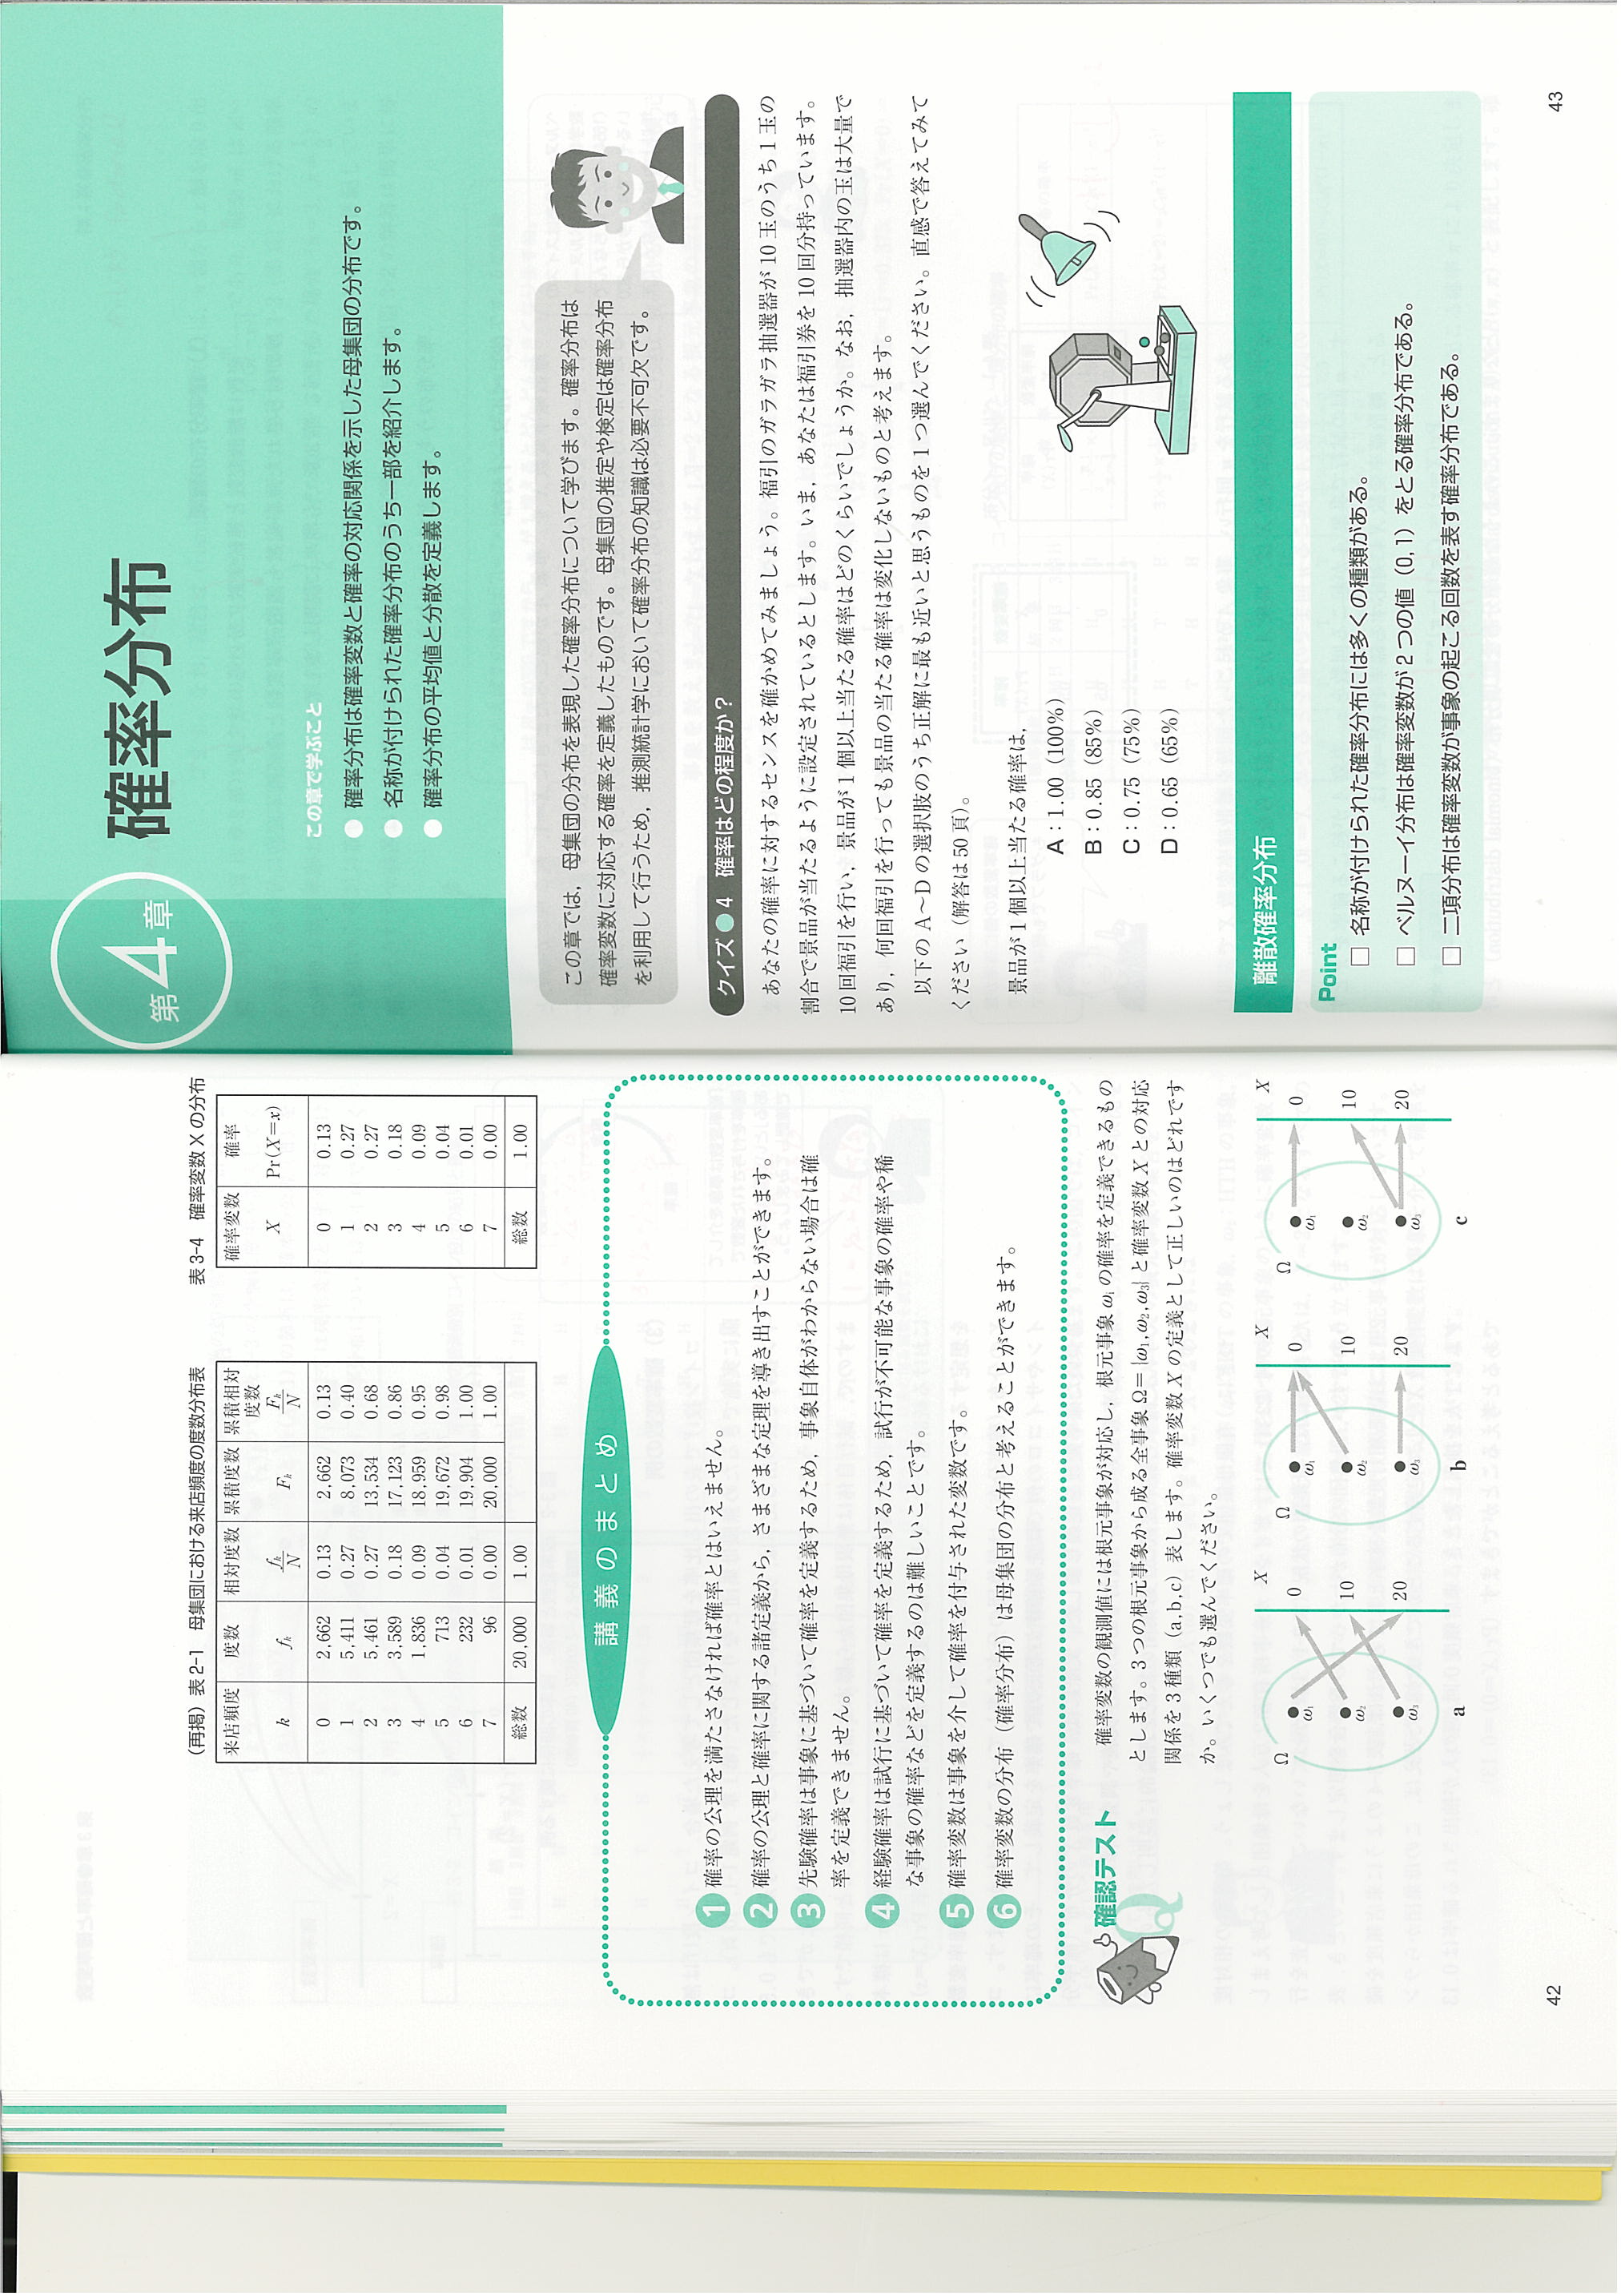 (再掲) 表2-1 母集団における来店頻度の度数分布表
来店頻度 度数 相対度数 累積度数 累積相対度数
k fₖ fₖ/N Fₖ Fₖ/N
0 2,662 0.13 2,662 0.13
1 5,411 0.27 8,073 0.40
2 5,461 0.27 13,534 0.68
3 3,589 0.18 17,123 0.86
4 1,836 0.09 18,959 0.95
5 713 0.04 19,672 0.98
6 232 0.01 19,904 1.00
7 96 0.00 20,000 1.00
総数 20,000 1.00
表3-4 確率変数Xの分布
確率変数 確率
X Pr(X=x)
0 0.13
1 0.27
2 0.27
3 0.18
4 0.09
5 0.04
6 0.01
7 0.00
総数 1.00
講義のまとめ
1 確率の公理を満たさなければ確率とはいえません。
2 確率の公理と確率に関する諸定義から,さまざまな定理を導き出すことができます。
3 先験確率は事象に基づいて確率を定義するため,事象自体がわからない場合は確
率を定義できません。
4 経験確率は試行に基づいて確率を定義するため,試行が不可能な事象の確率や稀
な事象の確率などを定義するのは難しいことです。
5 確率変数は事象を介して確率を付与された変数です。
6 確率変数の分布(確率分布)は母集団の分布と考えることができます。
Q 確認テスト
確率変数の観測値には根元事象が対応し,根元事象ωᵢの確率を定義できるもの
とします。3つの根元事象から成る全事象Ω={ω₁,ω₂,ω₃}と確率変数Xとの対応
関係を3種類(a,b,c)表します。確率変数Xの定義として正しいのはどれです
か。いくつでも選んでください。
Ω X
ω₁ 0
ω₂ 10
ω₃ 20
a
Ω X
ω₁ 0
ω₂ 10
ω₃ 20
b
Ω X
ω₁ 0
ω₂ 10
ω₃ 20
c
42
第4章 確率分布
この章で学ぶこと
● 確率分布は確率変数と確率の対応関係を示した母集団の分布です。
● 名称が付けられた確率分布のうち一部を紹介します。
● 確率分布の平均値と分散を定義します。
この章では,母集団の分布を表現した確率分布について学びます。確率分布は
確率変数に対応する確率を定義したものです。母集団の推定や検定は確率分布
を利用して行うため,推測統計学において確率分布の知識は必要不可欠です。
クイズ●4 確率はどの程度か?
あなたの確率に対するセンスを確かめてみましょう。福引のガラガラ抽選器が10玉のうち1玉の
割合で景品が当たるように設定されているとします。いま,あなたは福引券を10回分持っています。
10回福引を行い,景品が1個以上当たる確率はどのくらいでしょうか。なお,抽選器内の玉は大量で
あり,何回福引を行っても景品の当たる確率は変化しないものと考えます。
以下のA〜Dの選択肢のうち正解に最も近いと思うものを1つ選んでください。直感で答えてみて
ください(解答は50頁)。
景品が1個以上当たる確率は,
A:1.00(100%)
B:0.85(85%)
C:0.75(75%)
D:0.65(65%)
離散確率分布
Point
□ 名称が付けられた確率分布には多くの種類がある。
□ ベルヌーイ分布は確率変数が2つの値(0,1)をとる確率分布である。
□ 二項分布は確率変数が事象の起こる回数を表す確率分布である。
43